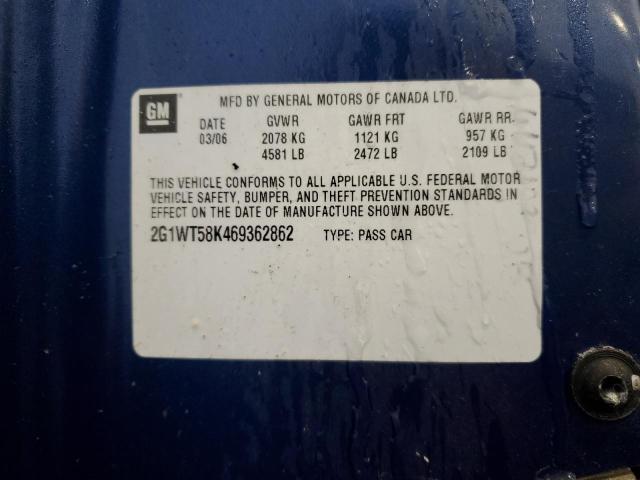 GM
MFD BY GENERAL MOTORS OF CANADA LTD.
DATE GVWR GAWR FRT GAWR RR
03/06 2078 KG 1121 KG 957 KG
4581 LB 2472 LB 2109 LB
THIS VEHICLE CONFORMS TO ALL APPLICABLE U.S. FEDERAL MOTOR
VEHICLE SAFETY, BUMPER, AND THEFT PREVENTION STANDARDS IN
EFFECT ON THE DATE OF MANUFACTURE SHOWN ABOVE.
2G1WT58K469362862 TYPE: PASS CAR